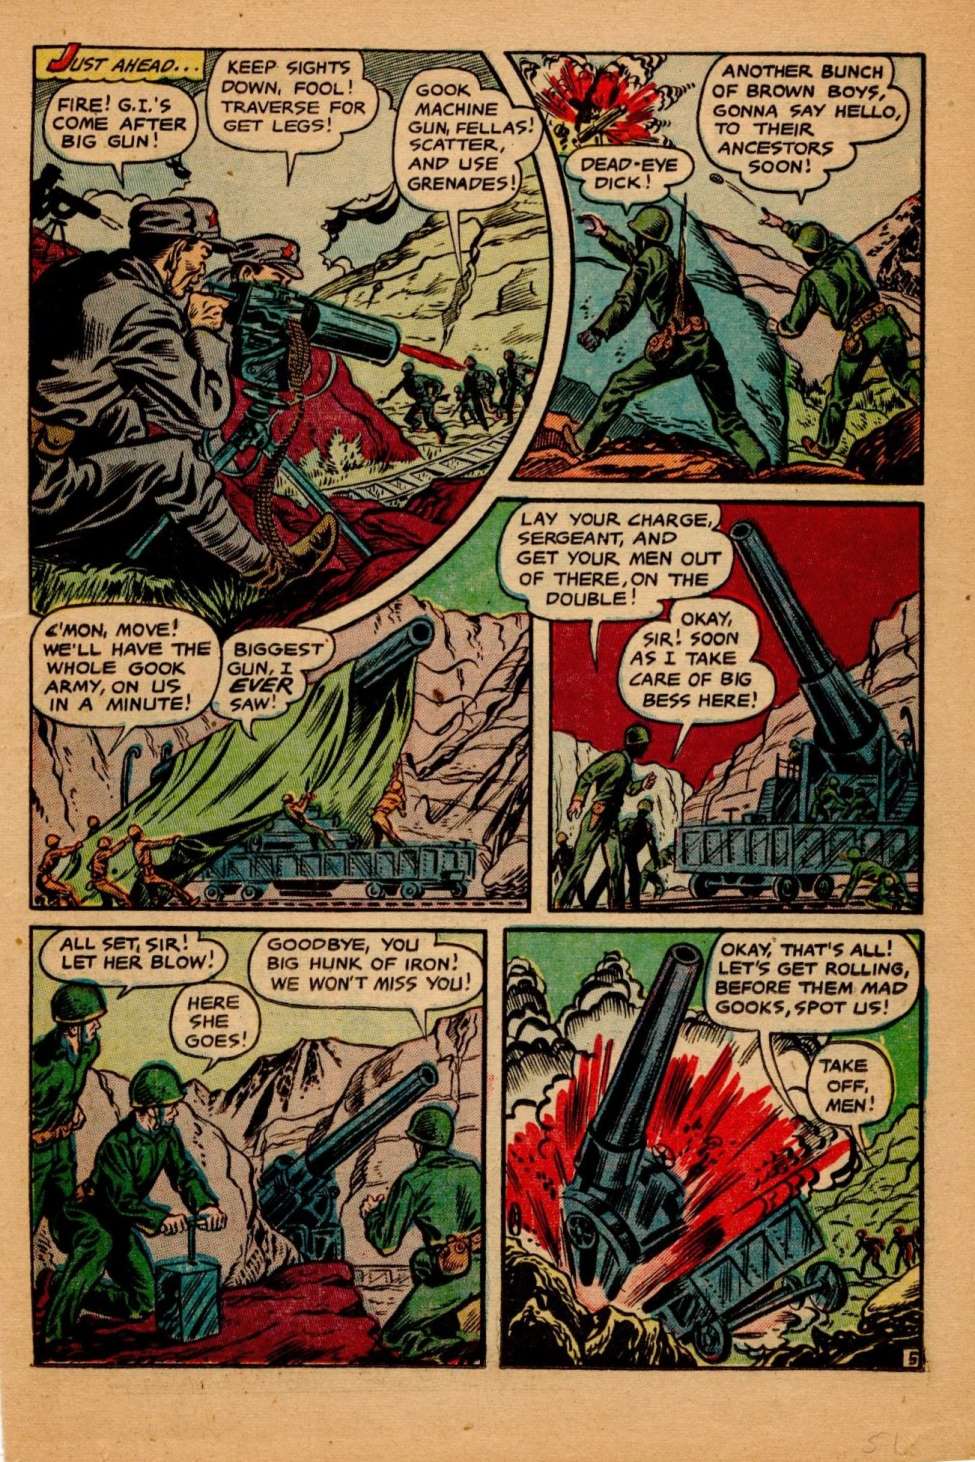 JUST AHEAD...
FIRE! G.I.'S
COME AFTER
BIG GUN!
KEEP SIGHTS
DOWN, FOOL!
TRAVERSE FOR
GET LEGS!
GOOK
MACHINE
GUN, FELLAS!
SCATTER,
AND USE
GRENADES!
DEAD-EYE
DICK!
ANOTHER BUNCH
OF BROWN BOYS,
GONNA SAY HELLO,
TO THEIR
ANCESTORS
SOON!
C'MON, MOVE!
WE'LL HAVE THE
WHOLE GOOK
ARMY, ON US
IN A MINUTE!
BIGGEST
GUN, I
EVER
SAW!
LAY YOUR CHARGE,
SERGEANT, AND
GET YOUR MEN OUT
OF THERE, ON THE
DOUBLE!
OKAY,
SIR! SOON
AS I TAKE
CARE OF BIG
BESS HERE!
ALL SET, SIR!
LET HER BLOW!
HERE
SHE
GOES!
GOODBYE, YOU
BIG HUNK OF IRON!
WE WON'T MISS YOU!
OKAY, THAT'S ALL!
LET'S GET ROLLING,
BEFORE THEM MAD
GOOKS, SPOT US!
TAKE
OFF,
MEN!
5